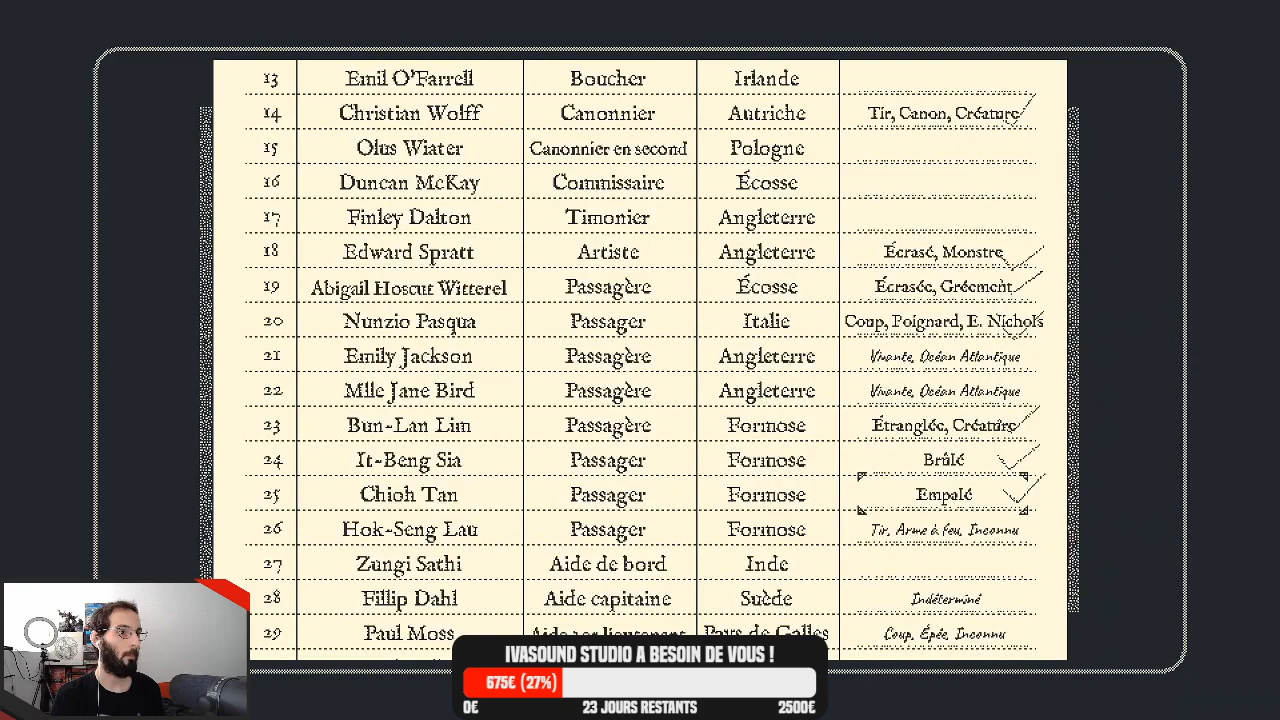 13 Emil O'Farrell Boucher Irlande
14 Christian Wolff Canonnier Autriche Tir, Canon, Créature
15 Olus Wiater Canonnier en second Pologne
16 Duncan McKay Commissaire Écosse
17 Finley Dalton Timonier Angleterre
18 Edward Spratt Artiste Angleterre Écrasé, Monstre
19 Abigail Hoscut Witterel Passagère Écosse Écrasée, Gréement
20 Nunzio Pasqua Passager Italie Coup, Poignard, E. Nichols
21 Emily Jackson Passagère Angleterre Vivante, Océan Atlantique
22 Mlle Jane Bird Passagère Angleterre Vivante, Océan Atlantique
23 Bun-Lan Lim Passagère Formose Étranglée, Créature
24 It-Beng Sia Passager Formose Brûlé
25 Chioh Tan Passager Formose Empalé
26 Hok-Seng Lau Passager Formose Tir, Arme à feu, Inconnu
27 Zungi Sathi Aide de bord Inde
28 Fillip Dahl Aide capitaine Suède Indéterminé
29 Paul Moss Aide 1er lieutenant Pays de Galles Coup, Épée, Inconnu
IVASOUND STUDIO A BESOIN DE VOUS !
675€ (27%)
0€ 23 JOURS RESTANTS 2500€